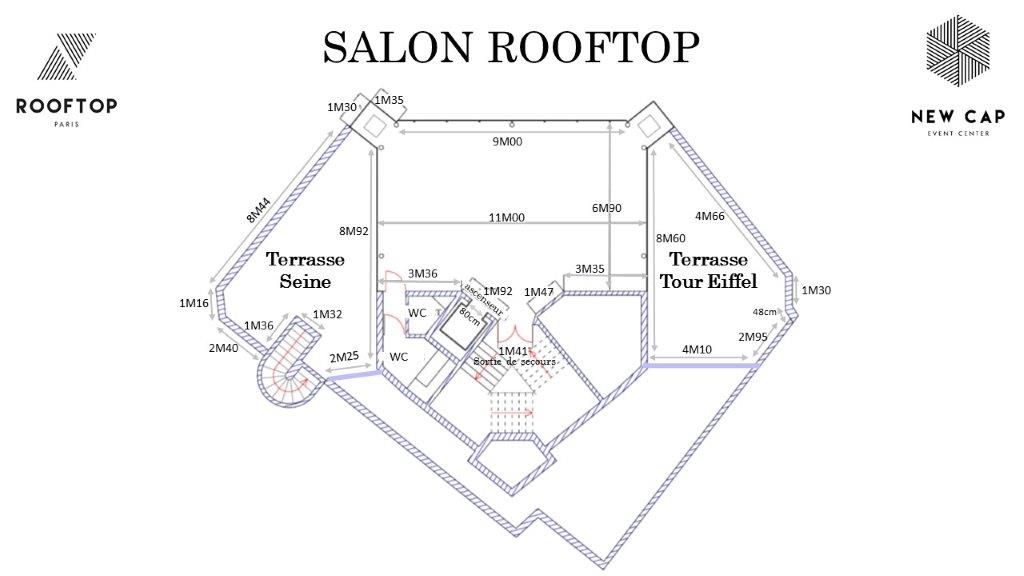 SALON ROOFTOP
ROOFTOP
PARIS
NEW CAP
EVENT CENTER
1M30
1M35
9M00
8M44
6M90
4M66
11M00
8M92
8M60
Terrasse
Seine
Terrasse
Tour Eiffel
3M36
3M35
ascenseur
1M92
1M47
1M30
1M16
80cm
WC
48cm
1M36
1M32
2M40
2M25
WC
1M41
Sortie de secours
4M10
2M95